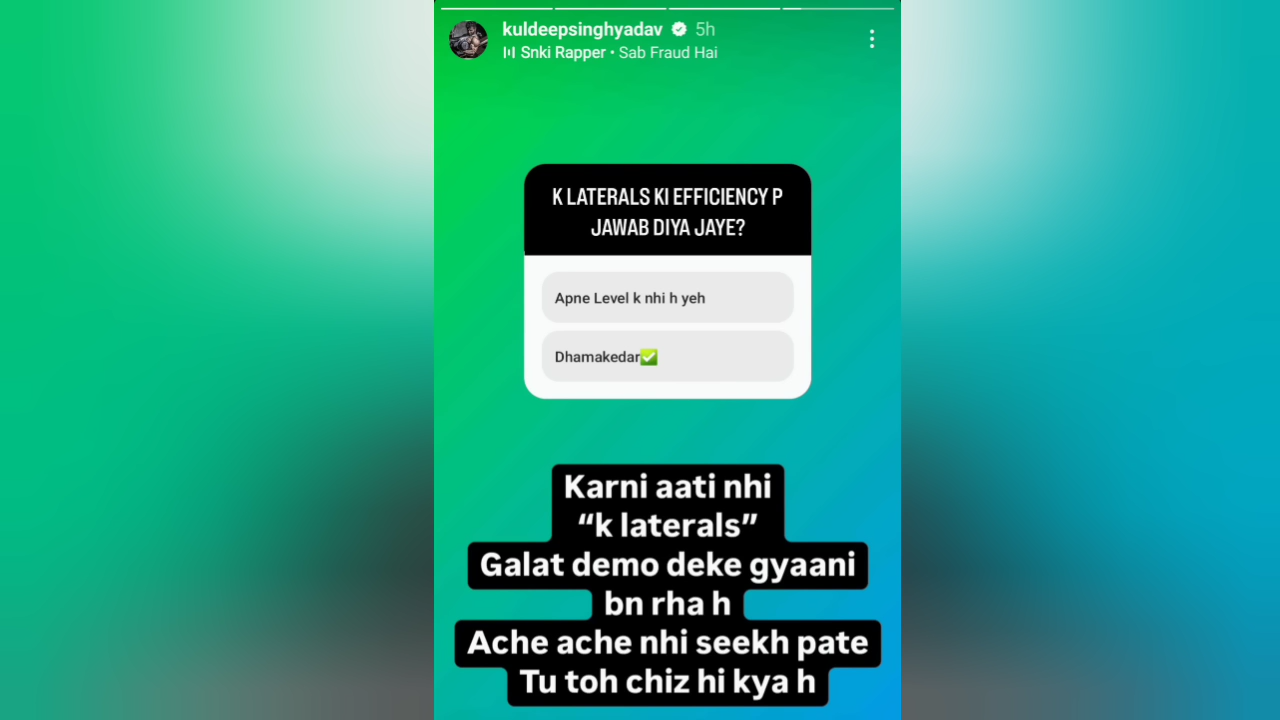 kuldeepsinghyadav 5h
Snki Rapper • Sab Fraud Hai
K LATERALS KI EFFICIENCY P
JAWAB DIYA JAYE?
Apne Level k nhi h yeh
Dhamakedar✅
Karni aati nhi
“k laterals”
Galat demo deke gyaani
bn rha h
Ache ache nhi seekh pate
Tu toh chiz hi kya h